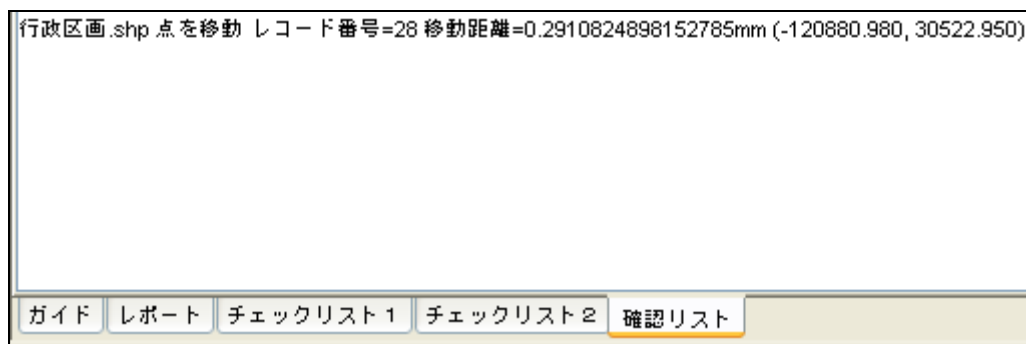 行政区画.shp 点を移動 レコード番号=28 移動距離=0.2910824898152785mm (-120880.980, 30522.950)
ガイド レポート チェックリスト1 チェックリスト2 確認リスト